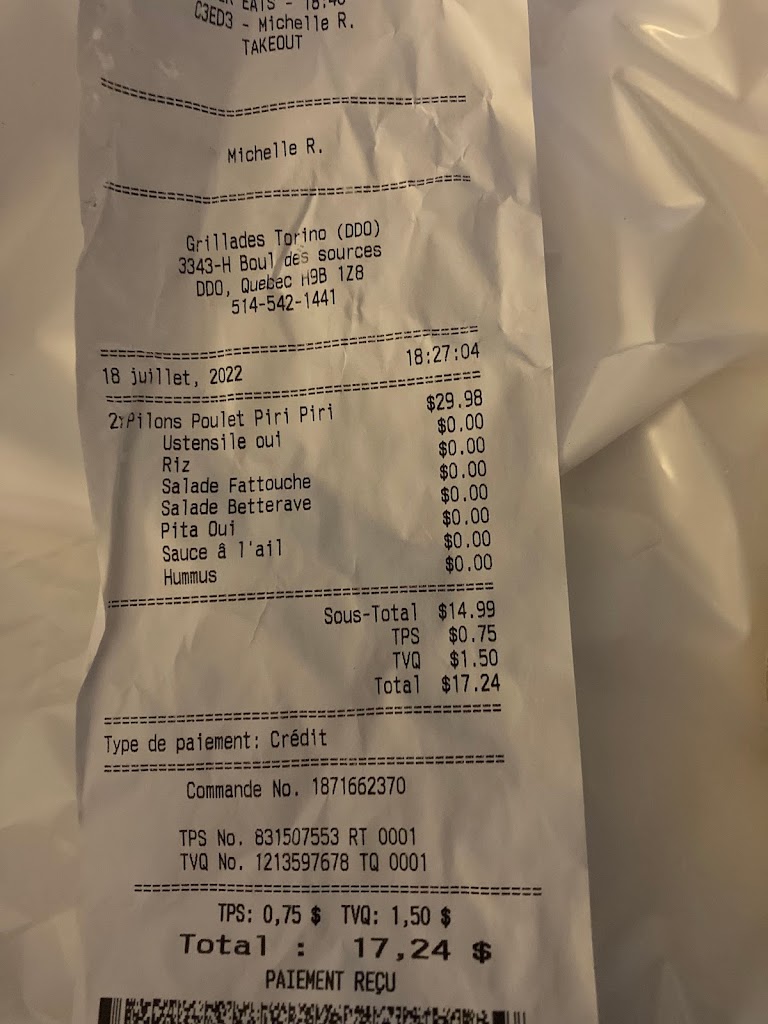 EATS - 18:40
C3ED3 - Michelle R.
TAKEOUT
Michelle R.
Grillades Torino (DDO)
3343-H Boul des sources
DDO, Quebec H9B 1Z8
514-542-1441
18 juillet, 2022 18:27:04
2x Pilons Poulet Piri Piri $29.98
Ustensile oui $0.00
Riz $0.00
Salade Fattouche $0.00
Salade Betterave $0.00
Pita Oui $0.00
Sauce â l'ail $0.00
Hummus $0.00
Sous-Total $14.99
TPS $0.75
TVQ $1.50
Total $17.24
Type de paiement: Crédit
Commande No. 1871662370
TPS No. 831507553 RT 0001
TVQ No. 1213597678 TQ 0001
TPS: 0,75 $ TVQ: 1,50 $
Total : 17,24 $
PAIEMENT REÇU